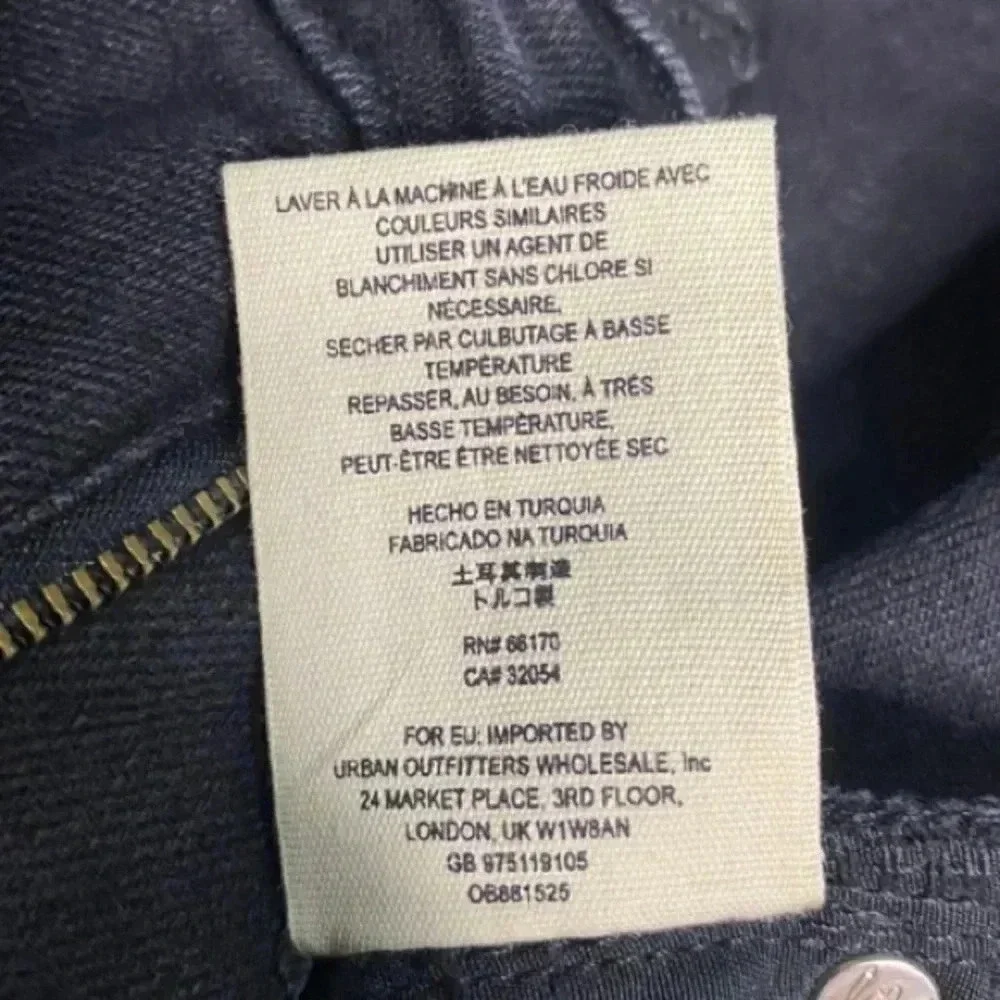 LAVER À LA MACHINE À L'EAU FROIDE AVEC
COULEURS SIMILAIRES
UTILISER UN AGENT DE
BLANCHIMENT SANS CHLORE SI
NÉCESSAIRE.
SECHER PAR CULBUTAGE À BASSE
TEMPÉRATURE
REPASSER, AU BESOIN, À TRÉS
BASSE TEMPÉRATURE.
PEUT-ÊTRE ÊTRE NETTOYÉE SEC
HECHO EN TURQUIA
FABRICADO NA TURQUIA
土耳其制造
トルコ製
RN# 66170
CA# 32054
FOR EU: IMPORTED BY
URBAN OUTFITTERS WHOLESALE, Inc
24 MARKET PLACE, 3RD FLOOR,
LONDON, UK W1W8AN
GB 975119105
OB881525